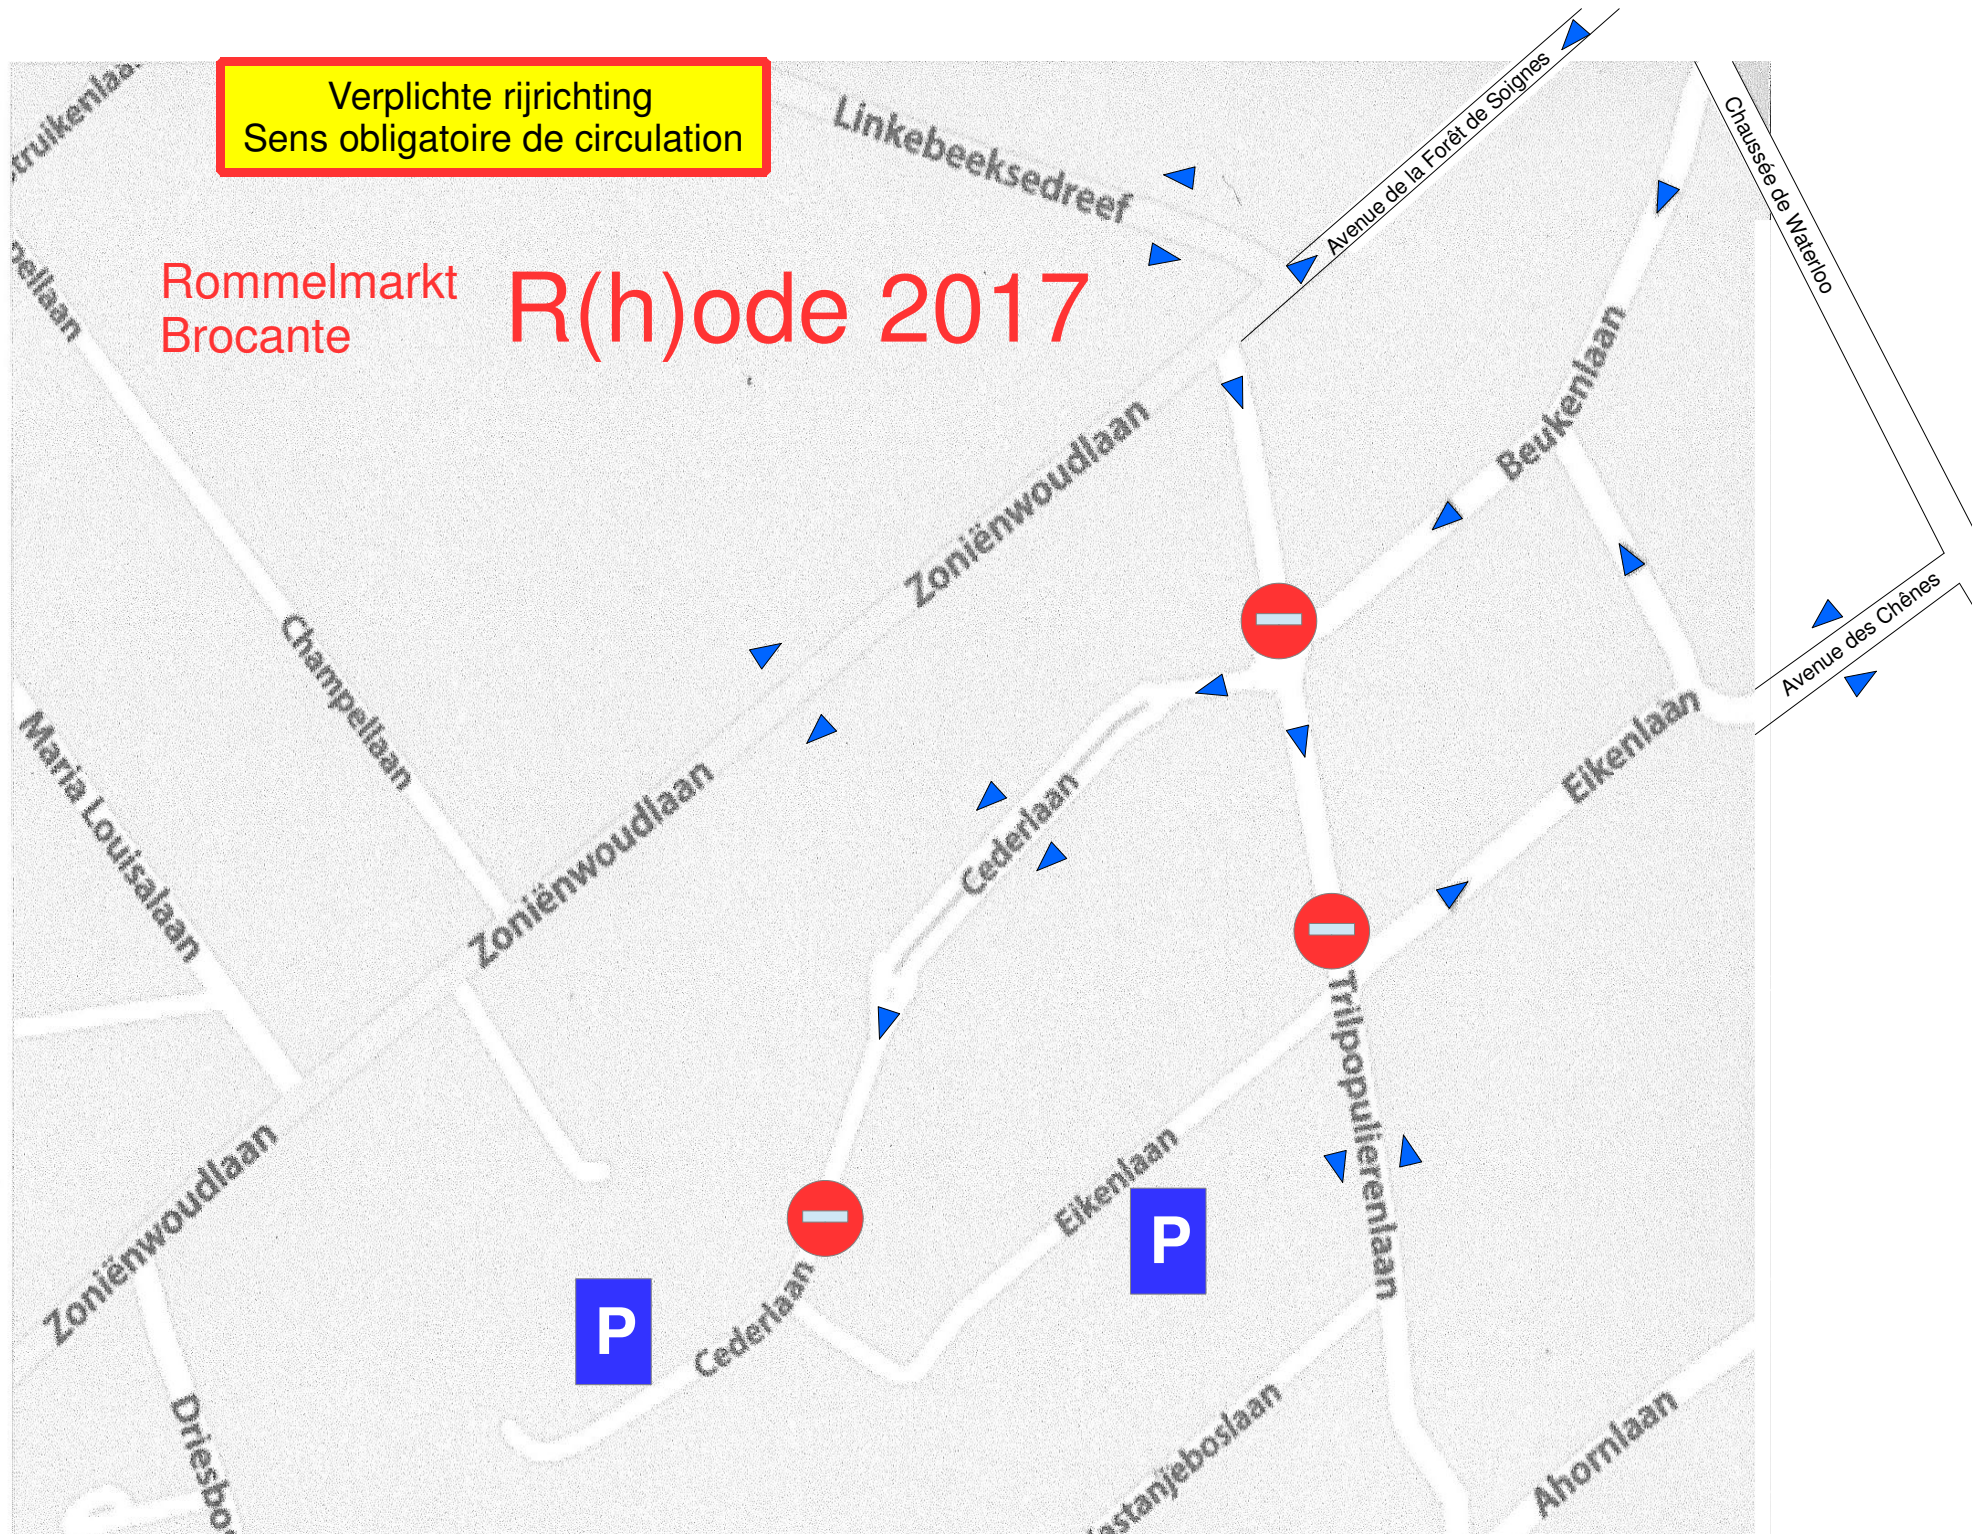 Verplichte rijrichting
Sens obligatoire de circulation
Rommelmarkt
Brocante
R(h)ode 2017
Linkebeeksedreef
Avenue de la Forêt de Soignes
Chaussée de Waterloo
Beukenlaan
Zoniënwoudlaan
Avenue des Chênes
Champellaan
Eikenlaan
Maria Louisalaan
Zoniënwoudlaan
Cederlaan
Trilpopulierenlaan
Zoniënwoudlaan
Eikenlaan
P
P
Cederlaan
Ahornlaan